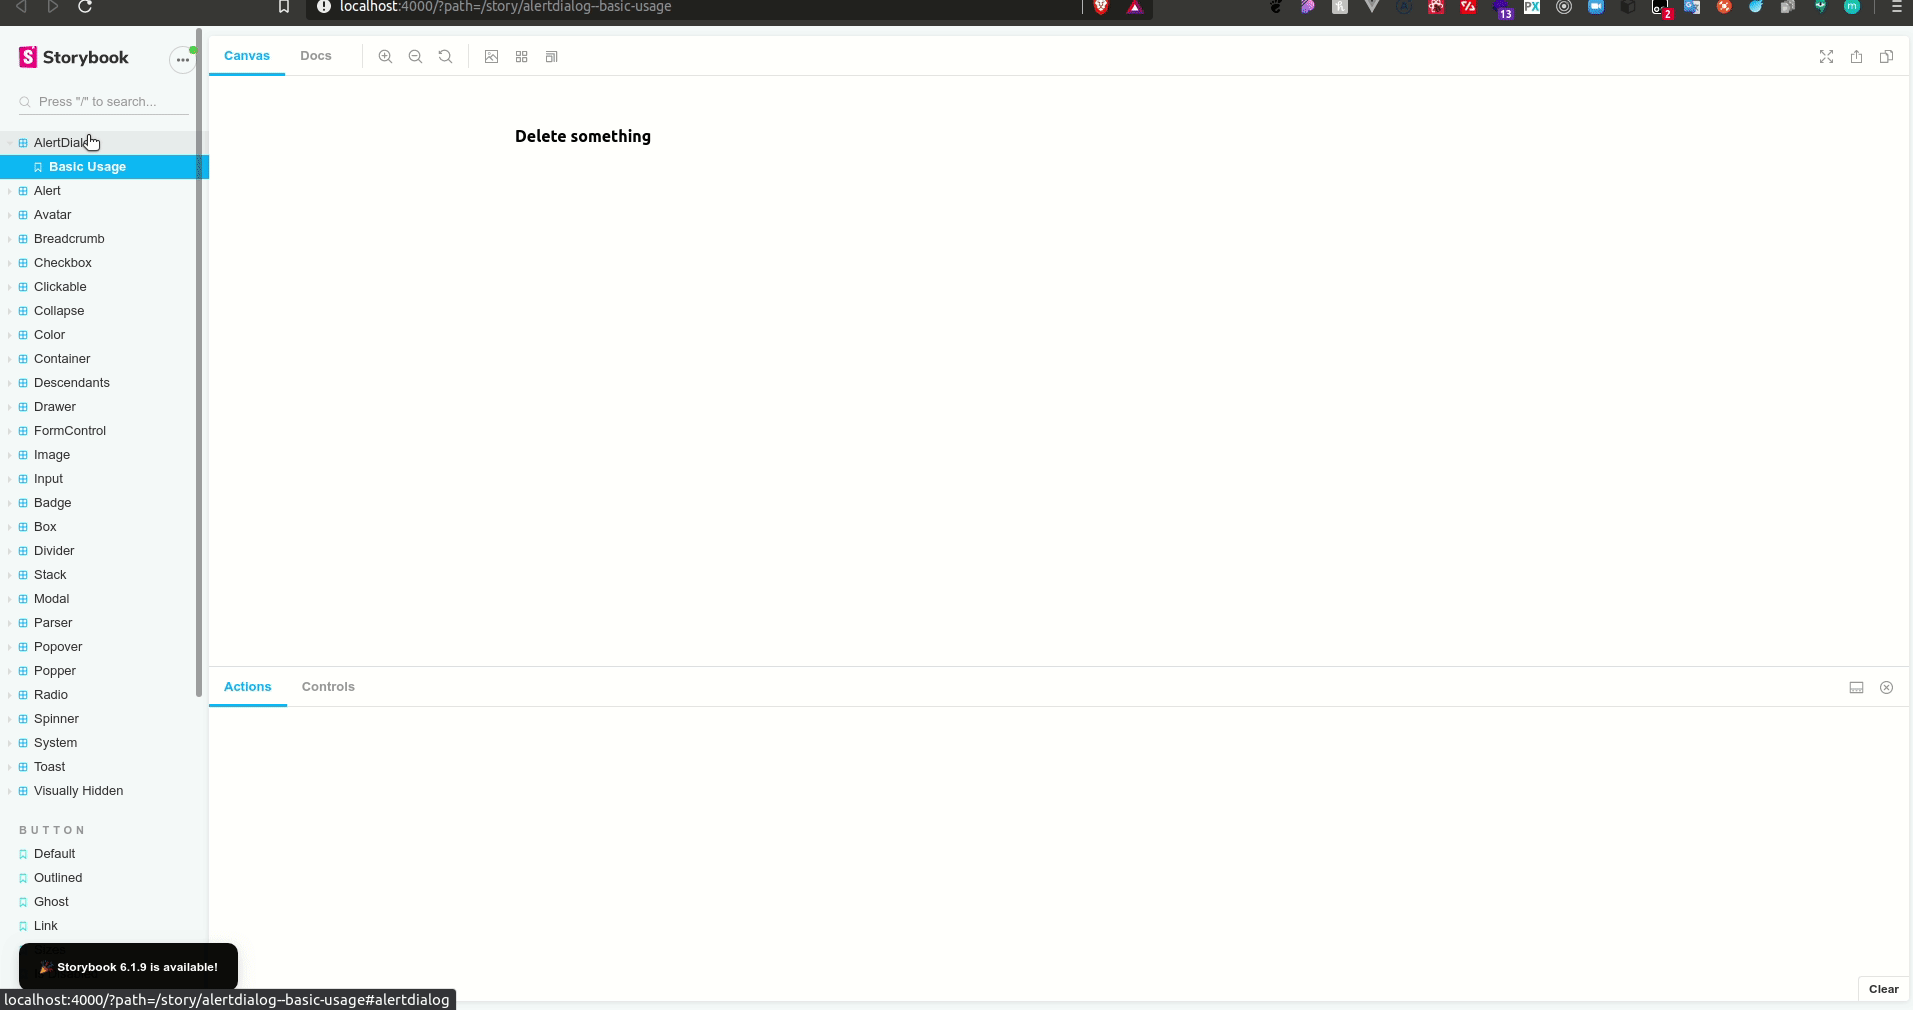 localhost:4000/?path=/story/alertdialog--basic-usage
13
PX
2
m
Storybook
Canvas
Docs
Press "/" to search...
Delete something
Basic Usage
Alert
Avatar
Breadcrumb
Checkbox
Clickable
Collapse
Color
Container
Descendants
Drawer
FormControl
Image
Input
Badge
Box
Divider
Stack
Modal
Parser
Popover
Popper
Radio
Spinner
System
Toast
Visually Hidden
BUTTON
Default
Outlined
Ghost
Link
Actions
Controls
Storybook 6.1.9 is available!
localhost:4000/?path=/story/alertdialog--basic-usage#alertdialog
Clear